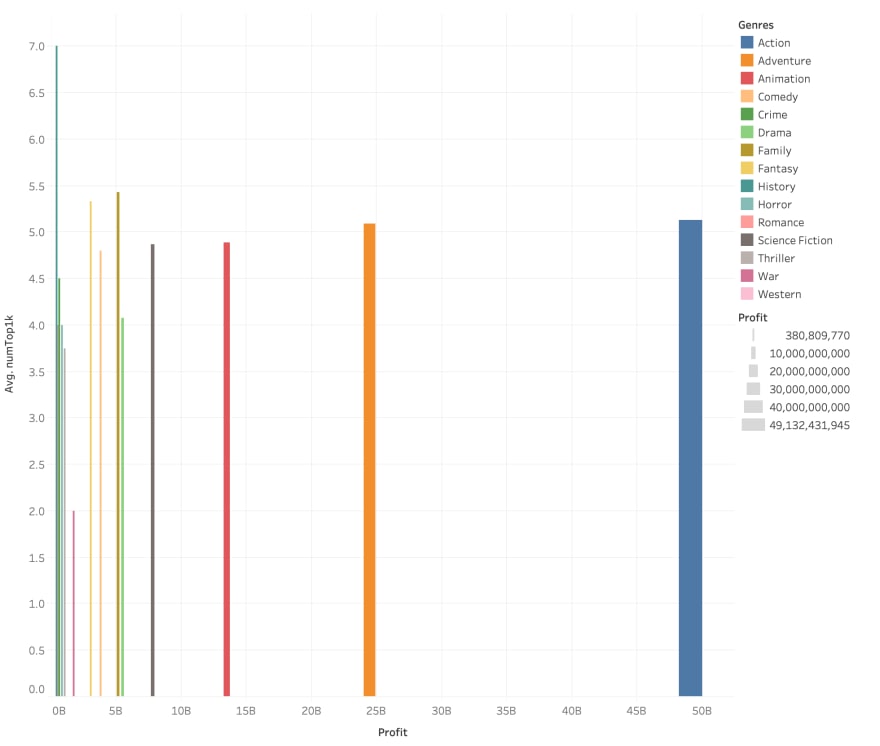 Genres
Action
Adventure
Animation
Comedy
Crime
Drama
Family
Fantasy
History
Horror
Romance
Science Fiction
Thriller
War
Western
Profit
380,809,770
10,000,000,000
20,000,000,000
30,000,000,000
40,000,000,000
49,132,431,945
7.0
6.5
6.0
5.5
5.0
4.5
4.0
3.5
3.0
2.5
2.0
1.5
1.0
0.5
0.0
Avg. numTop1k
0B 5B 10B 15B 20B 25B 30B 35B 40B 45B 50B
Profit